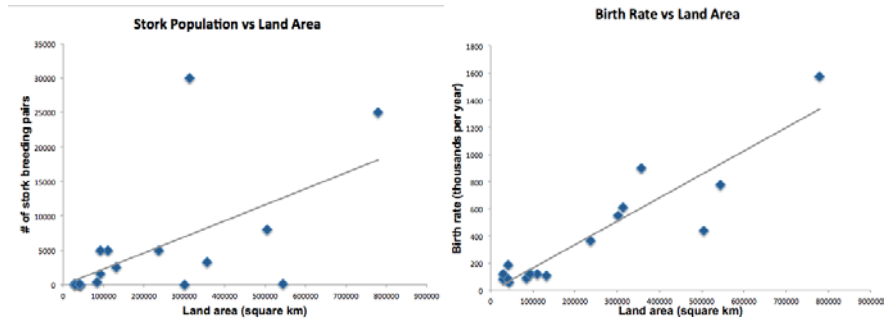 Stork Population vs Land Area
# of stork breeding pairs
35000
30000
25000
20000
15000
10000
5000
0
0 100000 200000 300000 400000 500000 600000 700000 800000 900000
Land area (square km)
Birth Rate vs Land Area
Birth rate (thousands per year)
1800
1600
1400
1200
1000
800
600
400
200
0
0 100000 200000 300000 400000 500000 600000 700000 800000 900000
Land area (square km)